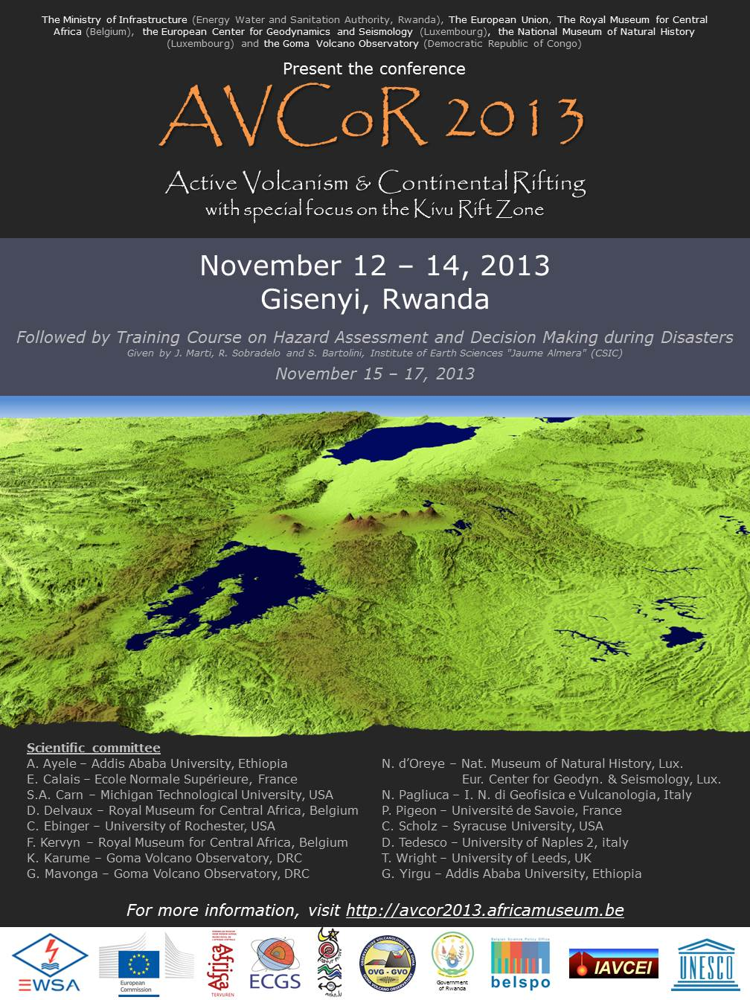 The Ministry of Infrastructure (Energy Water and Sanitation Authority, Rwanda), The European Union, The Royal Museum for Central
Africa (Belgium), the European Center for Geodynamics and Seismology (Luxembourg), the National Museum of Natural History
(Luxembourg) and the Goma Volcano Observatory (Democratic Republic of Congo)
Present the conference
AVCoR 2013
Active Volcanism & Continental Rifting
with special focus on the Kivu Rift Zone
November 12 – 14, 2013
Gisenyi, Rwanda
Followed by Training Course on Hazard Assessment and Decision Making during Disasters
Given by J. Marti, R. Sobradelo and S. Bartolini, Institute of Earth Sciences "Jaume Almera" (CSIC)
November 15 – 17, 2013
Scientific committee
A. Ayele – Addis Ababa University, Ethiopia
E. Calais – Ecole Normale Supérieure, France
S.A. Carn – Michigan Technological University, USA
D. Delvaux – Royal Museum for Central Africa, Belgium
C. Ebinger – University of Rochester, USA
F. Kervyn – Royal Museum for Central Africa, Belgium
K. Karume – Goma Volcano Observatory, DRC
G. Mavonga – Goma Volcano Observatory, DRC
N. d'Oreye – Nat. Museum of Natural History, Lux.
Eur. Center for Geodyn. & Seismology, Lux.
N. Pagliuca – I. N. di Geofisica e Vulcanologia, Italy
P. Pigeon – Université de Savoie, France
C. Scholz – Syracuse University, USA
D. Tedesco – University of Naples 2, italy
T. Wright – University of Leeds, UK
G. Yirgu – Addis Ababa University, Ethiopia
For more information, visit http://avcor2013.africamuseum.be
EWSA
European
Commission
Afrika
TERVUREN
ECGS
OVG - GVO
Government
of Rwanda
Belgian Science Policy Office
belspo
IAVCEI
UNESCO